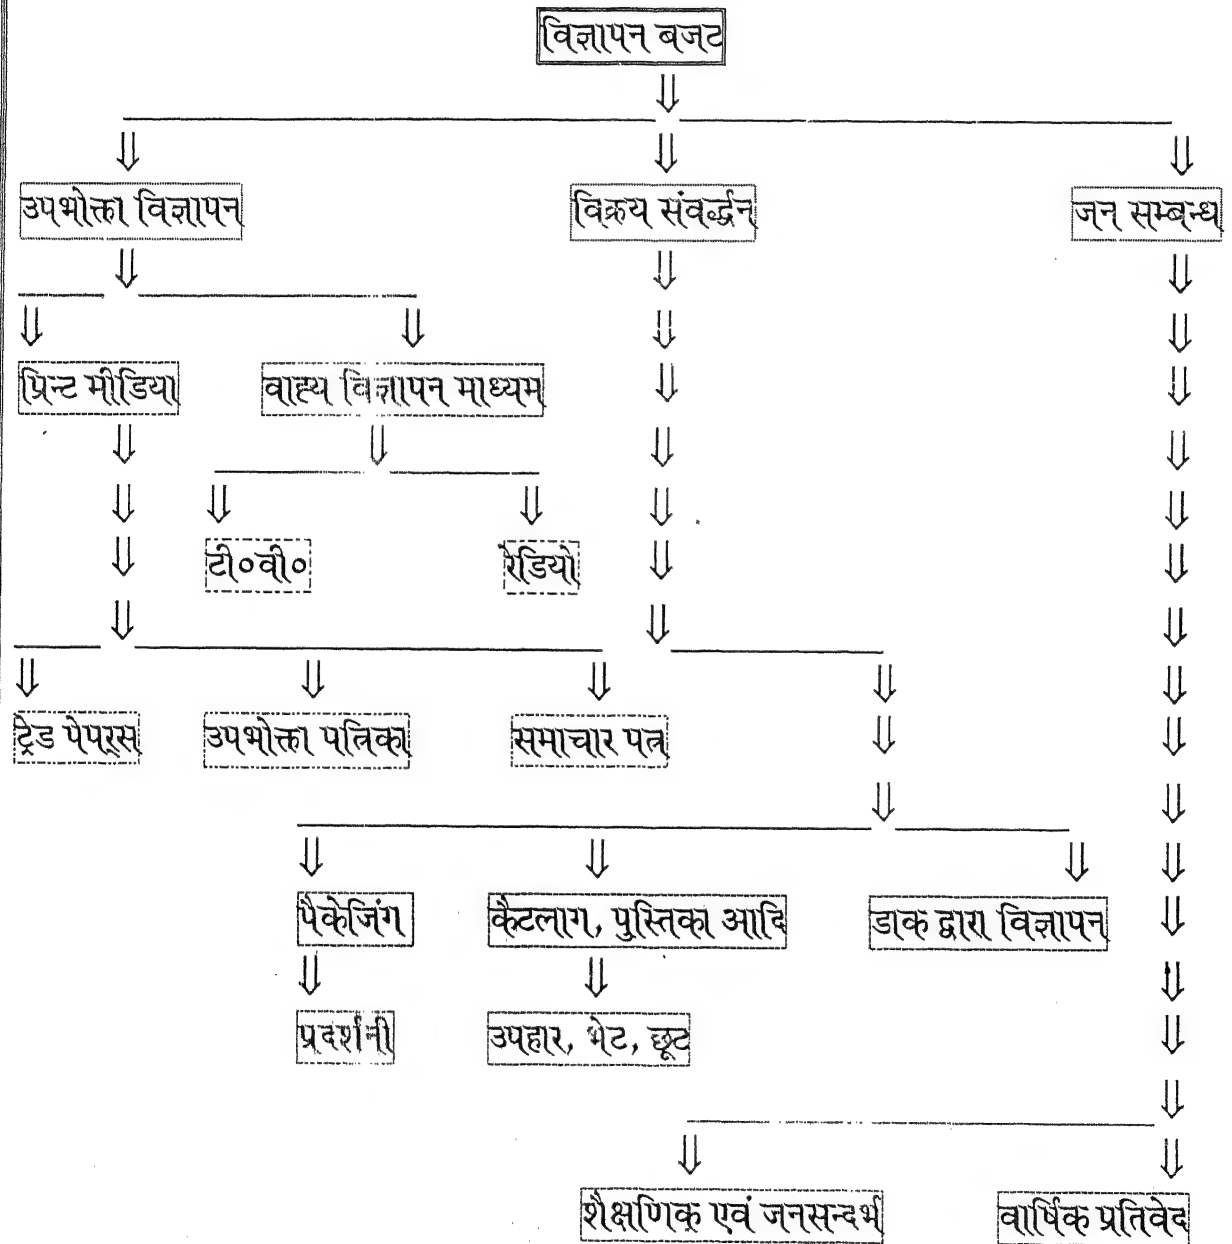 विज्ञापन बजट
उपभोक्ता विज्ञापन
विक्रय संवर्द्धन
जन सम्बन्ध
प्रिन्ट मीडिया
वाह्य विज्ञापन माध्यम
टी०वी०
रेडियो
ट्रेड पेपर्स
उपभोक्ता पत्रिका
समाचार पत्र
पैकेजिंग
कैटलाग, पुस्तिका आदि
डाक द्वारा विज्ञापन
प्रदर्शनी
उपहार, भेट, छूट
शैक्षणिक एवं जनसन्दर्भ
वार्षिक प्रतिवेद